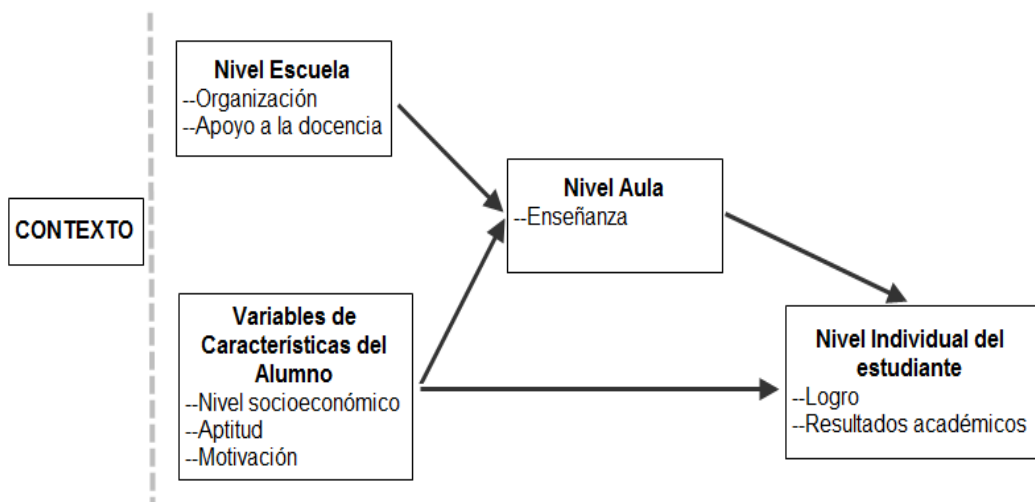 Nivel Escuela
--Organización
--Apoyo a la docencia
Nivel Aula
--Enseñanza
CONTEXTO
Variables de
Características del
Alumno
--Nivel socioeconómico
--Aptitud
--Motivación
Nivel Individual del
estudiante
--Logro
--Resultados académicos